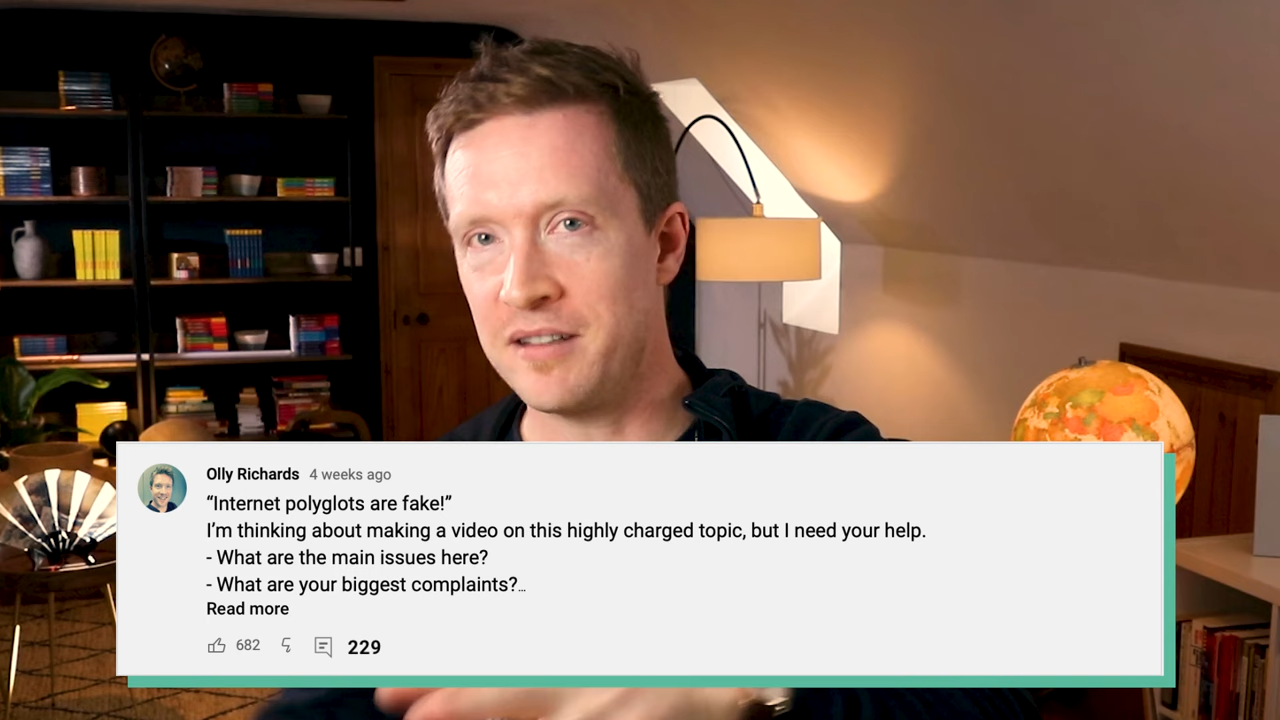 Olly Richards 4 weeks ago
“Internet polyglots are fake!”
I’m thinking about making a video on this highly charged topic, but I need your help.
- What are the main issues here?
- What are your biggest complaints?...
Read more
682 229